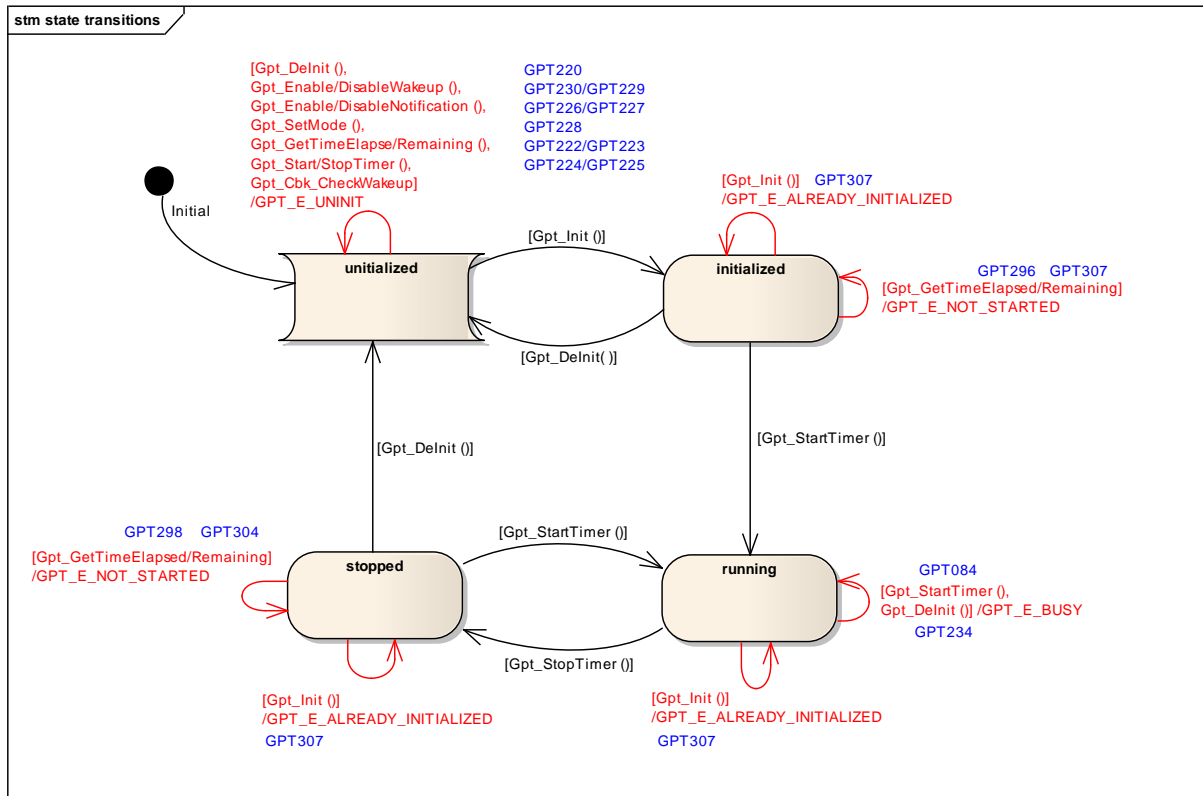 stm state transitions
[Gpt_DeInit (),
Gpt_Enable/DisableWakeup (),
Gpt_Enable/DisableNotification (),
Gpt_SetMode (),
Gpt_GetTimeElapse/Remaining (),
Gpt_Start/StopTimer (),
Gpt_Cbk_CheckWakeup]
/GPT_E_UNINIT
GPT220
GPT230/GPT229
GPT226/GPT227
GPT228
GPT222/GPT223
GPT224/GPT225
Initial
[Gpt_Init ()] GPT307
/GPT_E_ALREADY_INITIALIZED
[Gpt_Init ()]
unitialized
initialized
GPT296 GPT307
[Gpt_GetTimeElapsed/Remaining]
/GPT_E_NOT_STARTED
[Gpt_DeInit( )]
[Gpt_StartTimer ()]
[Gpt_DeInit ()]
GPT298 GPT304
[Gpt_GetTimeElapsed/Remaining]
/GPT_E_NOT_STARTED
[Gpt_StartTimer ()]
stopped
running
GPT084
[Gpt_StartTimer (),
Gpt_DeInit ()] /GPT_E_BUSY
GPT234
[Gpt_StopTimer ()]
[Gpt_Init ()]
/GPT_E_ALREADY_INITIALIZED
GPT307
[Gpt_Init ()]
/GPT_E_ALREADY_INITIALIZED
GPT307